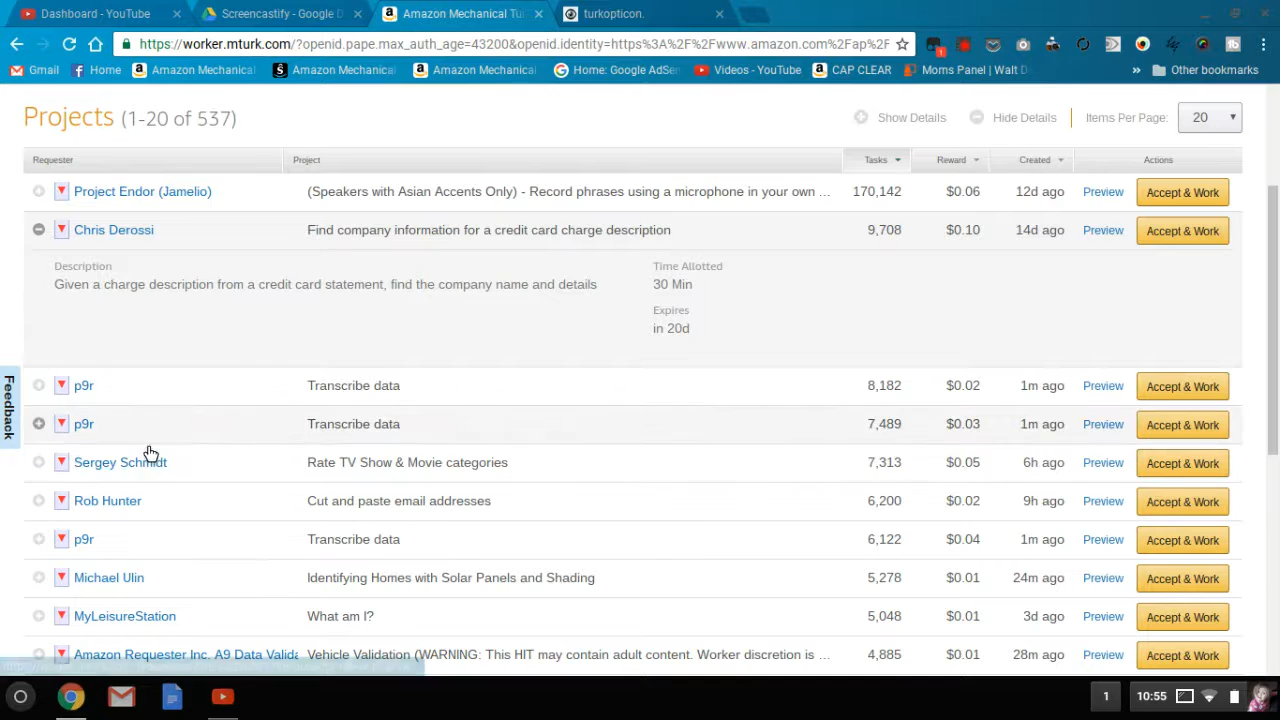 Dashboard - YouTube
Screencastify - Google D
Amazon Mechanical Tu
turkopticon.
https://worker.mturk.com/?openid.pape.max_auth_age=43200&openid.identity=https%3A%2F%2Fwww.amazon.com%2Fap%2F
Gmail
Home
Amazon Mechanica
Amazon Mechanica
Amazon Mechanica
Home: Google AdSen
Videos - YouTube
CAP CLEAR
Moms Panel | Walt D
»
Other bookmarks
Projects (1-20 of 537)
Show Details
Hide Details
Items Per Page: 20
Requester Project Tasks Reward Created Actions
Project Endor (Jamelio) (Speakers with Asian Accents Only) - Record phrases using a microphone in your own ... 170,142 $0.06 12d ago Preview Accept & Work
Chris Derossi Find company information for a credit card charge description 9,708 $0.10 14d ago Preview Accept & Work
Description Time Allotted
Given a charge description from a credit card statement, find the company name and details 30 Min
Expires
in 20d
Feedback
p9r Transcribe data 8,182 $0.02 1m ago Preview Accept & Work
p9r Transcribe data 7,489 $0.03 1m ago Preview Accept & Work
Sergey Schmidt Rate TV Show & Movie categories 7,313 $0.05 6h ago Preview Accept & Work
Rob Hunter Cut and paste email addresses 6,200 $0.02 9h ago Preview Accept & Work
p9r Transcribe data 6,122 $0.04 1m ago Preview Accept & Work
Michael Ulin Identifying Homes with Solar Panels and Shading 5,278 $0.01 24m ago Preview Accept & Work
MyLeisureStation What am I? 5,048 $0.01 3d ago Preview Accept & Work
Amazon Requester Inc. A9 Data Valida Vehicle Validation (WARNING: This HIT may contain adult content. Worker discretion is ... 4,885 $0.01 28m ago Preview Accept & Work
1 10:55